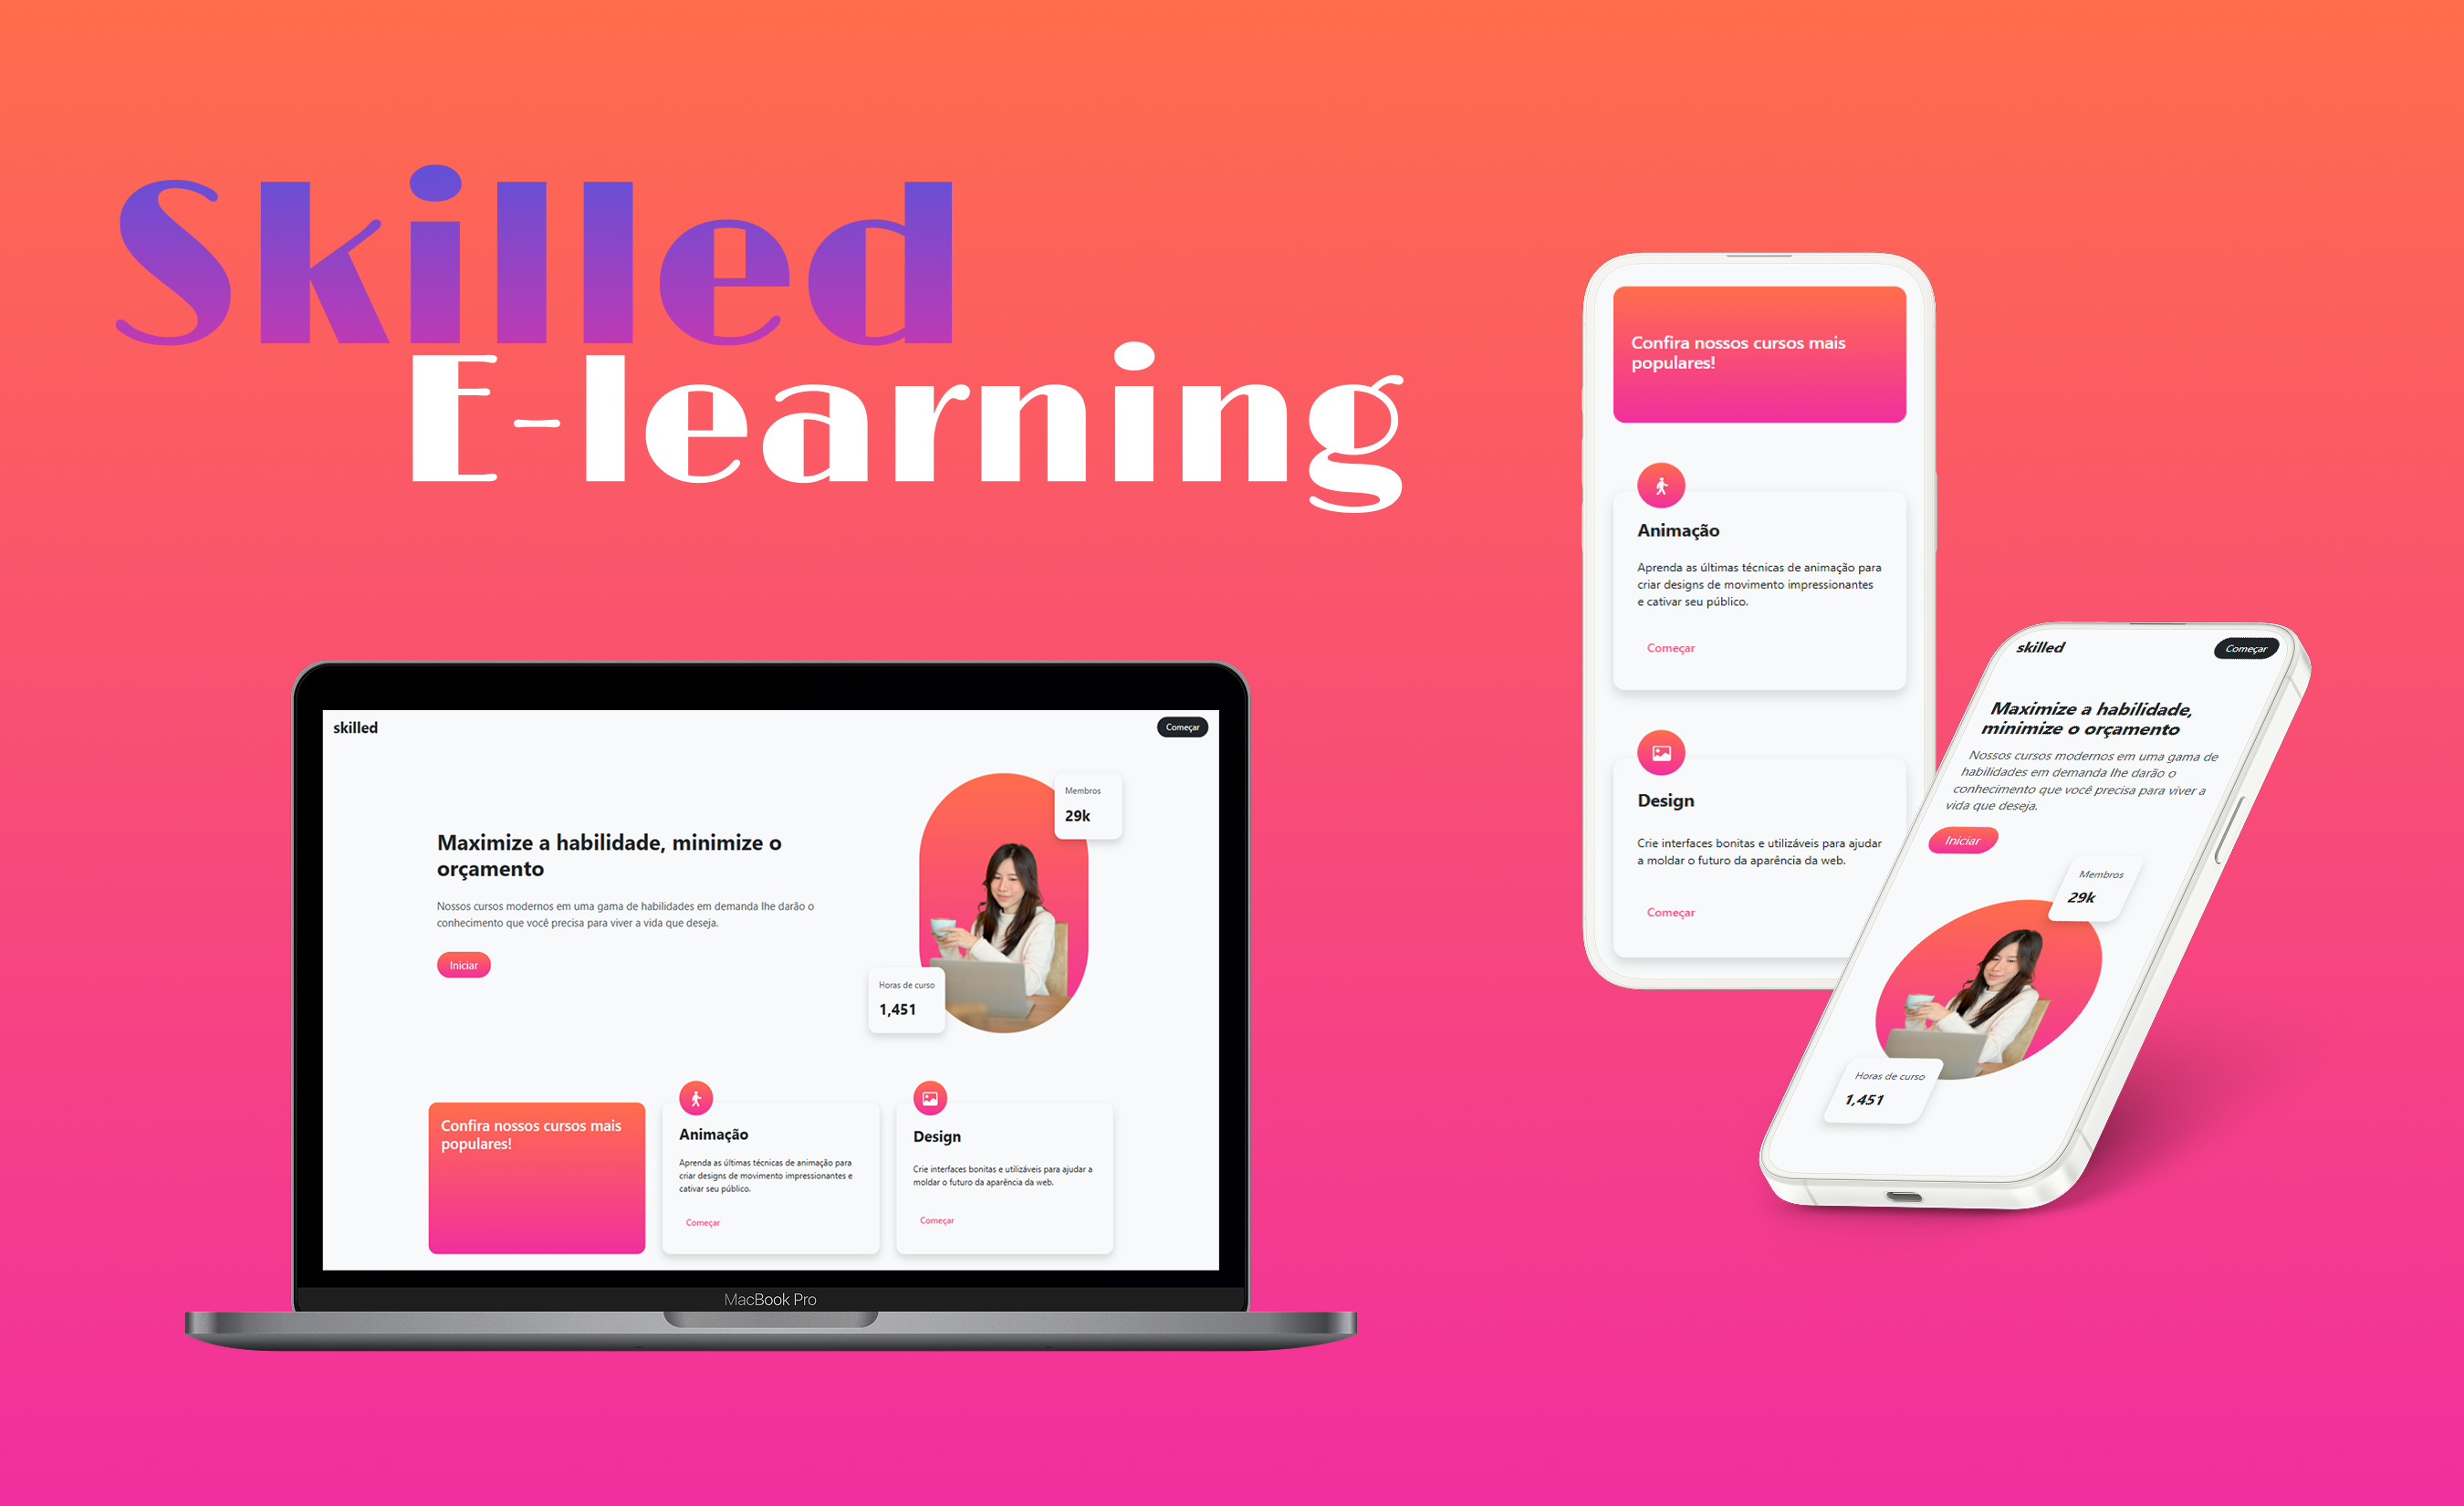 Skilled
E-learning
skilled
Começar
Maximize a habilidade, minimize o
orçamento
Nossos cursos modernos em uma gama de habilidades em demanda lhe darão o
conhecimento que você precisa para viver a vida que deseja.
Iniciar
Membros
29k
Horas de curso
1,451
Confira nossos cursos mais
populares!
Animação
Aprenda as últimas técnicas de animação para
criar designs de movimento impressionantes e
cativar seu público.
Começar
Design
Crie interfaces bonitas e utilizáveis para ajudar a
moldar o futuro da aparência da web.
Começar
MacBook Pro
Confira nossos cursos mais
populares!
Animação
Aprenda as últimas técnicas de animação para
criar designs de movimento impressionantes
e cativar seu público.
Começar
Design
Crie interfaces bonitas e utilizáveis para ajudar
a moldar o futuro da aparência da web.
Começar
skilled
Começar
Maximize a habilidade,
minimize o orçamento
Nossos cursos modernos em uma gama de
habilidades em demanda lhe darão o
conhecimento que você precisa para viver a
vida que deseja.
Iniciar
Membros
29k
Horas de curso
1,451